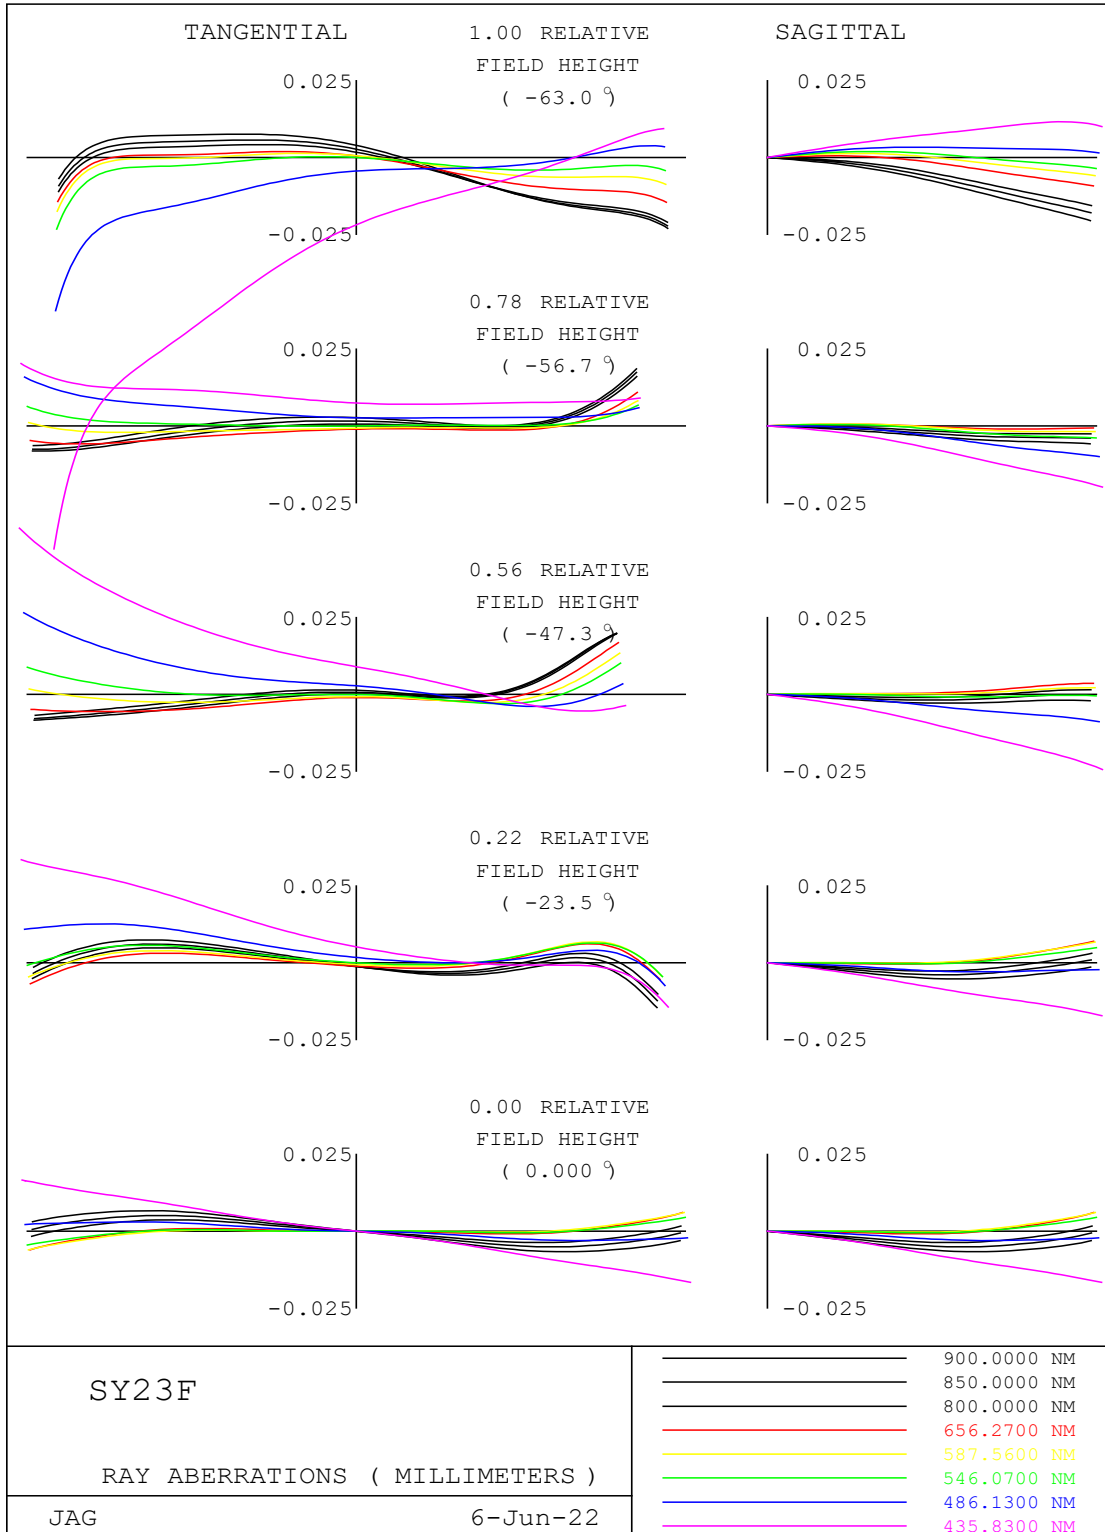 TANGENTIAL 1.00 RELATIVE SAGITTAL
FIELD HEIGHT
0.025 ( -63.0 °) 0.025
-0.025 -0.025
0.78 RELATIVE
FIELD HEIGHT
0.025 ( -56.7 °) 0.025
-0.025 -0.025
0.56 RELATIVE
FIELD HEIGHT
0.025 ( -47.3 °) 0.025
-0.025 -0.025
0.22 RELATIVE
FIELD HEIGHT
0.025 ( -23.5 °) 0.025
-0.025 -0.025
0.00 RELATIVE
FIELD HEIGHT
0.025 ( 0.000 °) 0.025
-0.025 -0.025
SY23F
RAY ABERRATIONS ( MILLIMETERS )
JAG 6-Jun-22
900.0000 NM
850.0000 NM
800.0000 NM
656.2700 NM
587.5600 NM
546.0700 NM
486.1300 NM
435.8300 NM